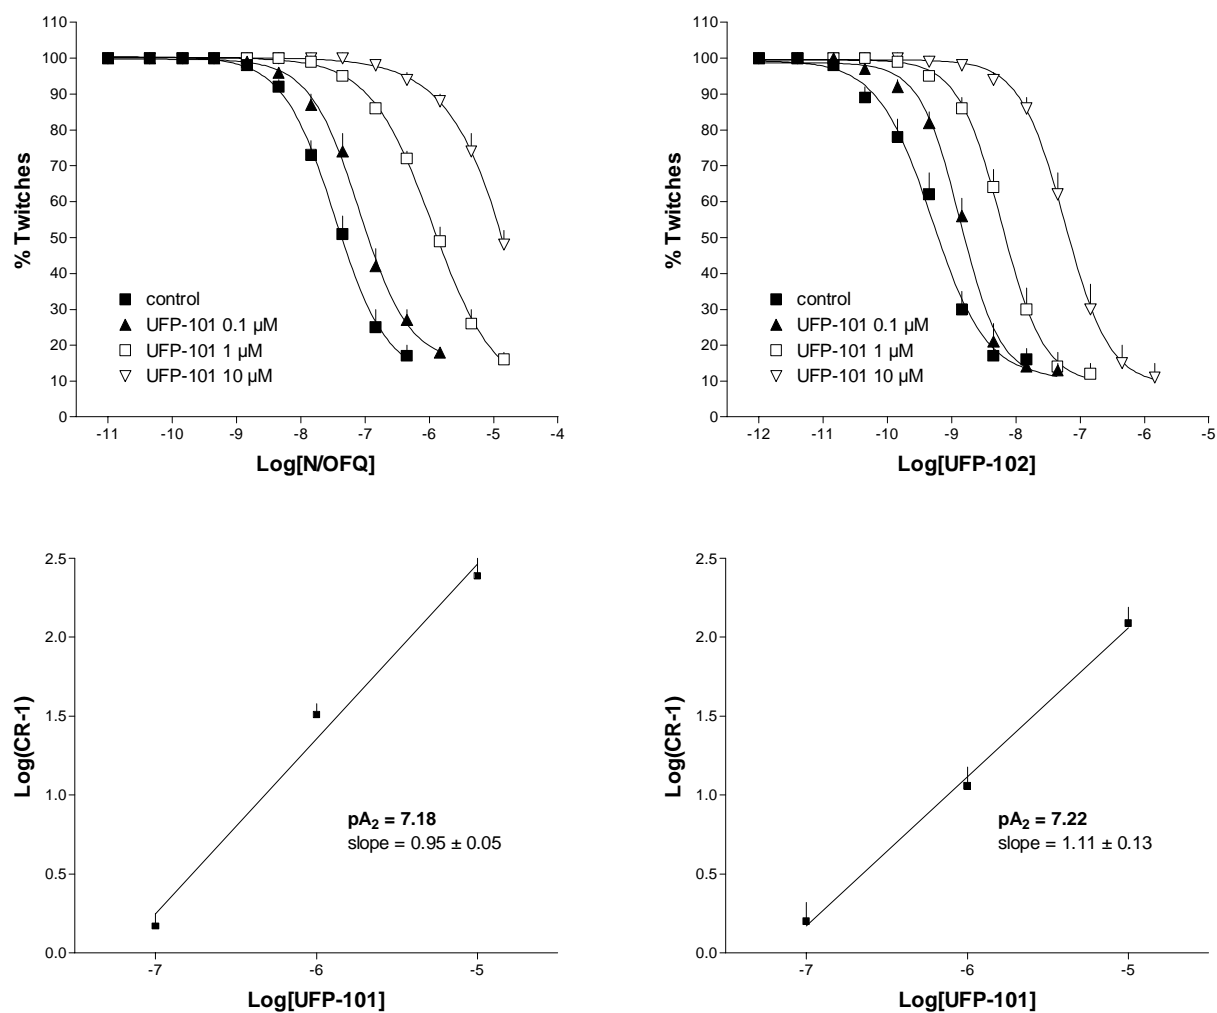 110
100
90
80
70
60
50
40
30
20
10
0
% Twitches
control
UFP-101 0.1 µM
UFP-101 1 µM
UFP-101 10 µM
-11 -10 -9 -8 -7 -6 -5 -4
Log[N/OFQ]
110
100
90
80
70
60
50
40
30
20
10
0
% Twitches
control
UFP-101 0.1 µM
UFP-101 1 µM
UFP-101 10 µM
-12 -11 -10 -9 -8 -7 -6 -5
Log[UFP-102]
2.5
2.0
1.5
1.0
0.5
0.0
Log(CR-1)
pA2 = 7.18
slope = 0.95 ± 0.05
-7 -6 -5
Log[UFP-101]
2.5
2.0
1.5
1.0
0.5
0.0
Log(CR-1)
pA2 = 7.22
slope = 1.11 ± 0.13
-7 -6 -5
Log[UFP-101]